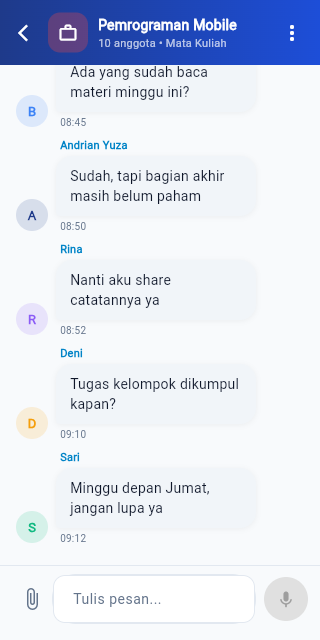 Pemrograman Mobile
10 anggota • Mata Kuliah
Ada yang sudah baca
materi minggu ini?
B
08:45
Andrian Yuza
Sudah, tapi bagian akhir
masih belum paham
A
08:50
Rina
Nanti aku share
catatannya ya
R
08:52
Deni
Tugas kelompok dikumpul
kapan?
D
09:10
Sari
Minggu depan Jumat,
jangan lupa ya
S
09:12
Tulis pesan...